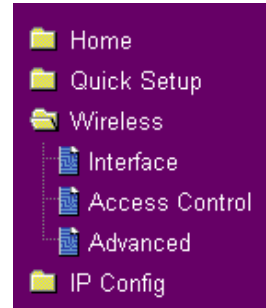 Home
Quick Setup
Wireless
Interface
Access Control
Advanced
IP Config